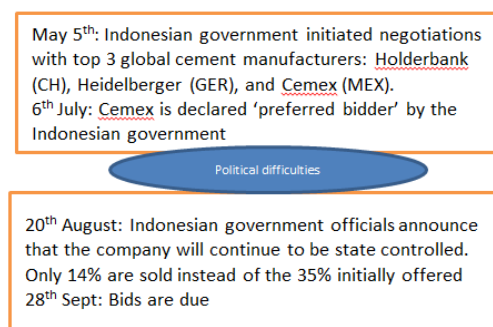 May 5th: Indonesian government initiated negotiations
with top 3 global cement manufacturers: Holderbank
(CH), Heidelberger (GER), and Cemex (MEX).
6th July: Cemex is declared ‘preferred bidder’ by the
Indonesian government
Political difficulties
20th August: Indonesian government officials announce
that the company will continue to be state controlled.
Only 14% are sold instead of the 35% initially offered
28th Sept: Bids are due